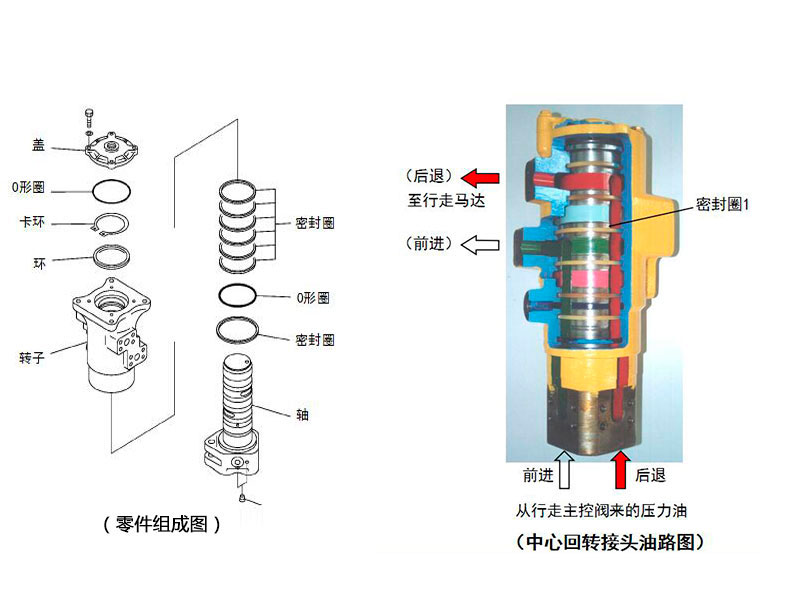 盖
O形圈
卡环
环
转子
密封圈
O形圈
密封圈
轴
（零件组成图）
（后退）
至行走马达
（前进）
密封圈1
前进
后退
从行走主控阀来的压力油
（中心回转接头油路图）